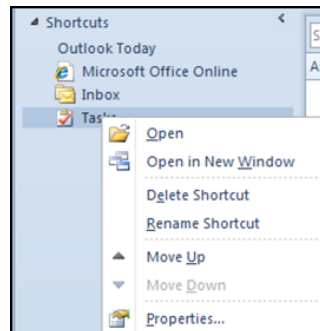 Shortcuts
Outlook Today
Microsoft Office Online
Inbox
Open
Open in New Window
Delete Shortcut
Rename Shortcut
Move Up
Move Down
Properties...